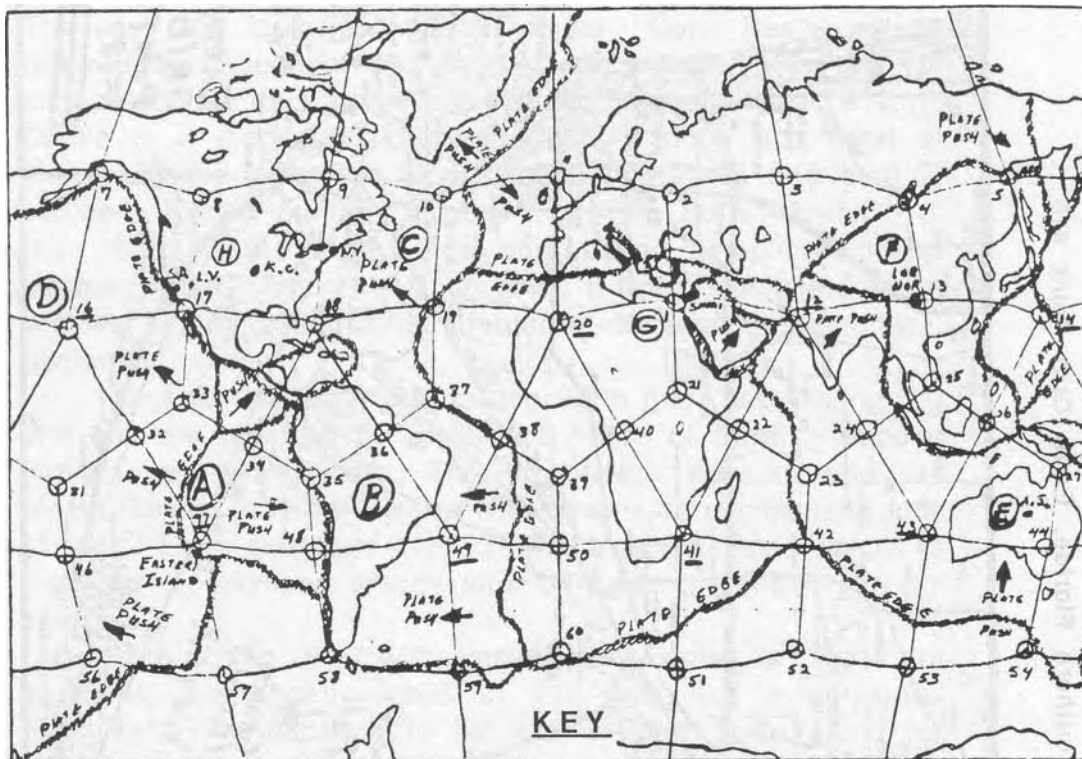 PLATE EDGE
PLATE
PUSH
PUSH
7
8
9
10
2
3
4
5
PLATE EDGE
H
C
F
N.Y.
K.C.
L.V.
PLATE
EDGE
PLATE
PUSH
LOB
NOR
D
16
17
18
19
20
G
1
12
PUSH
13
14
PLATE
EDGE
PLATE
PUSH
PUSH
33
37
21
25
26
32
34
36
38
40
22
24
31
PUSH
A
35
B
39
23
27
PLATE
PUSH
PUSH
PLATE EDGE
E
A.S.
47
48
49
50
41
42
43
44
46
EASTER
ISLAND
PLATE
PUSH
PLATE
PUSH
PLATE EDGE
PLATE EDGE
PLATE
PUSH
56
57
58
59
60
51
52
53
54
PLATE
EDGE
KEY